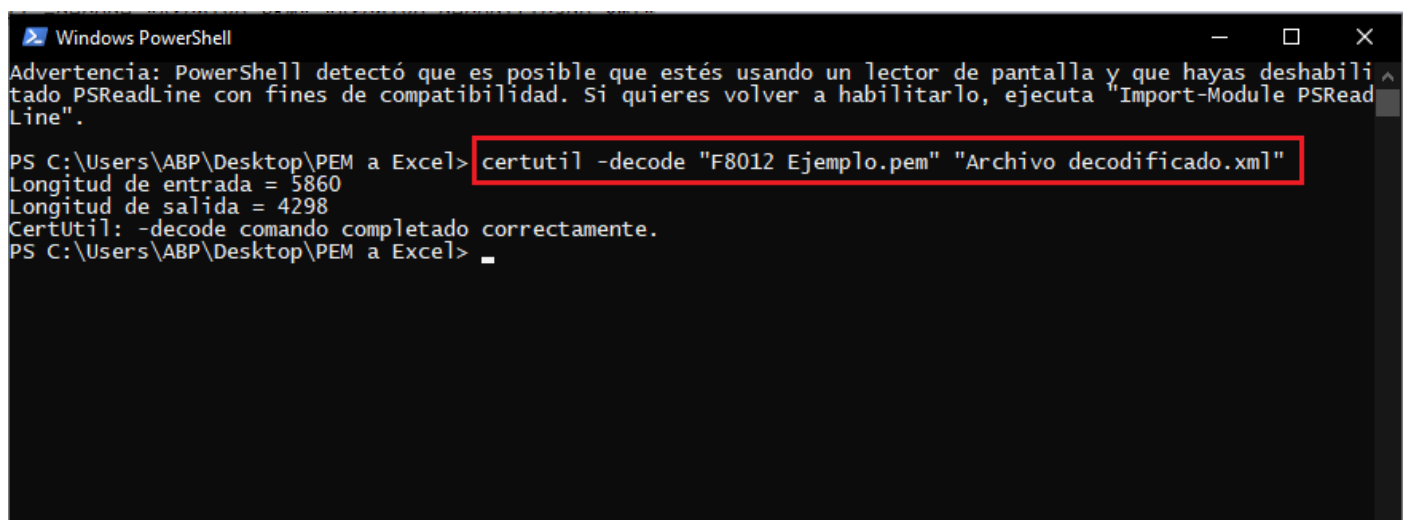 Windows PowerShell
Advertencia: PowerShell detectó que es posible que estés usando un lector de pantalla y que hayas deshabili
tado PSReadLine con fines de compatibilidad. Si quieres volver a habilitarlo, ejecuta "Import-Module PSRead
Line".
PS C:\Users\ABP\Desktop\PEM a Excel> certutil -decode "F8012 Ejemplo.pem" "Archivo decodificado.xml"
Longitud de entrada = 5860
Longitud de salida = 4298
CertUtil: -decode comando completado correctamente.
PS C:\Users\ABP\Desktop\PEM a Excel>